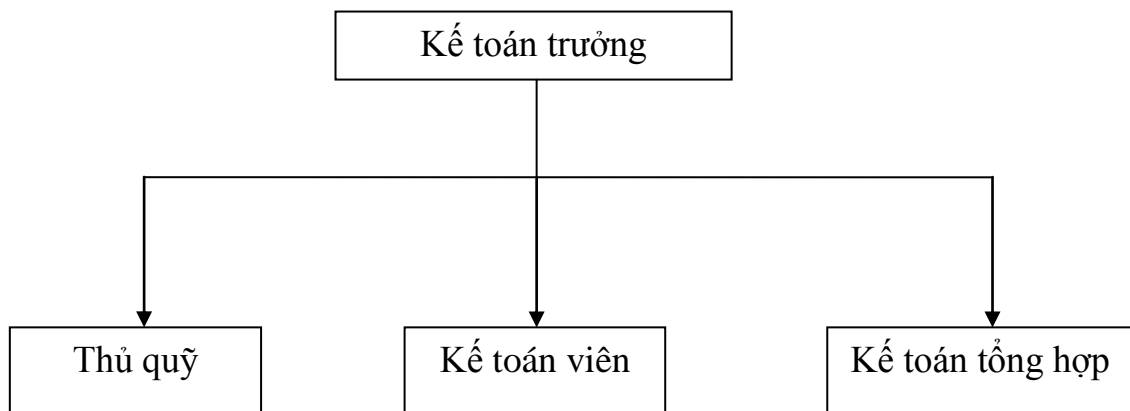 Kế toán trưởng
Thủ quỹ
Kế toán viên
Kế toán tổng hợp